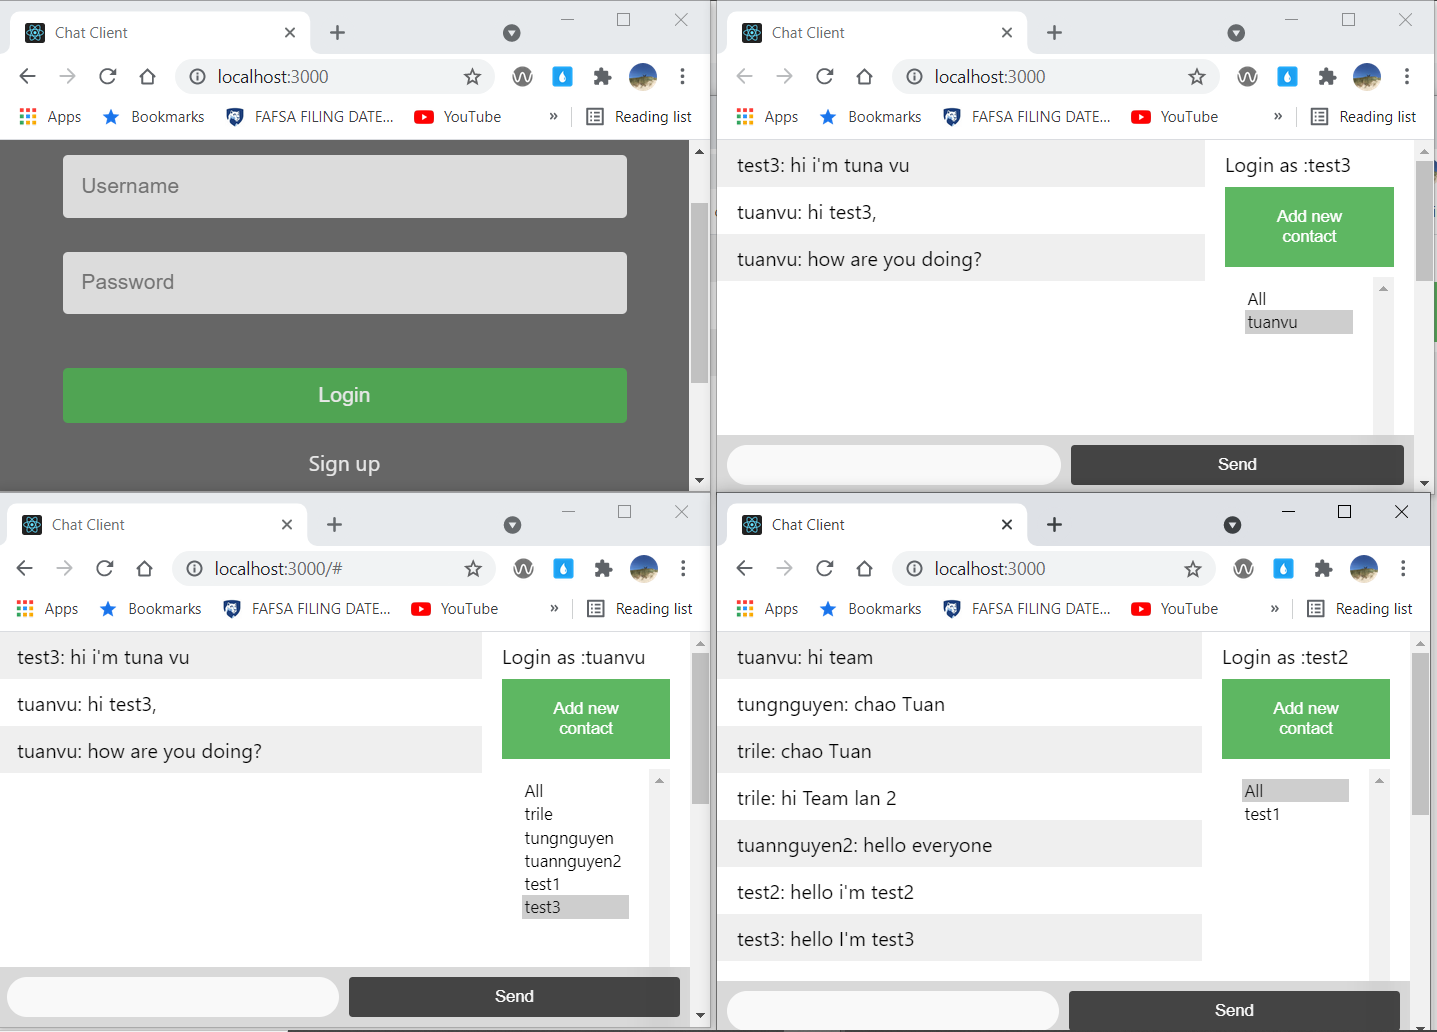 Chat Client
localhost:3000
Apps Bookmarks FAFSA FILING DATE... YouTube » Reading list
Username
Password
Login
Sign up
Chat Client
localhost:3000
Apps Bookmarks FAFSA FILING DATE... YouTube » Reading list
test3: hi i'm tuna vu
tuanvu: hi test3,
tuanvu: how are you doing?
Login as :test3
Add new
contact
All
tuanvu
Send
Chat Client
localhost:3000/#
Apps Bookmarks FAFSA FILING DATE... YouTube » Reading list
test3: hi i'm tuna vu
tuanvu: hi test3,
tuanvu: how are you doing?
Login as :tuanvu
Add new
contact
All
trile
tungnguyen
tuannguyen2
test1
test3
Send
Chat Client
localhost:3000
Apps Bookmarks FAFSA FILING DATE... YouTube » Reading list
tuanvu: hi team
tungnguyen: chao Tuan
trile: chao Tuan
trile: hi Team lan 2
tuannguyen2: hello everyone
test2: hello i'm test2
test3: hello I'm test3
Login as :test2
Add new
contact
All
test1
Send